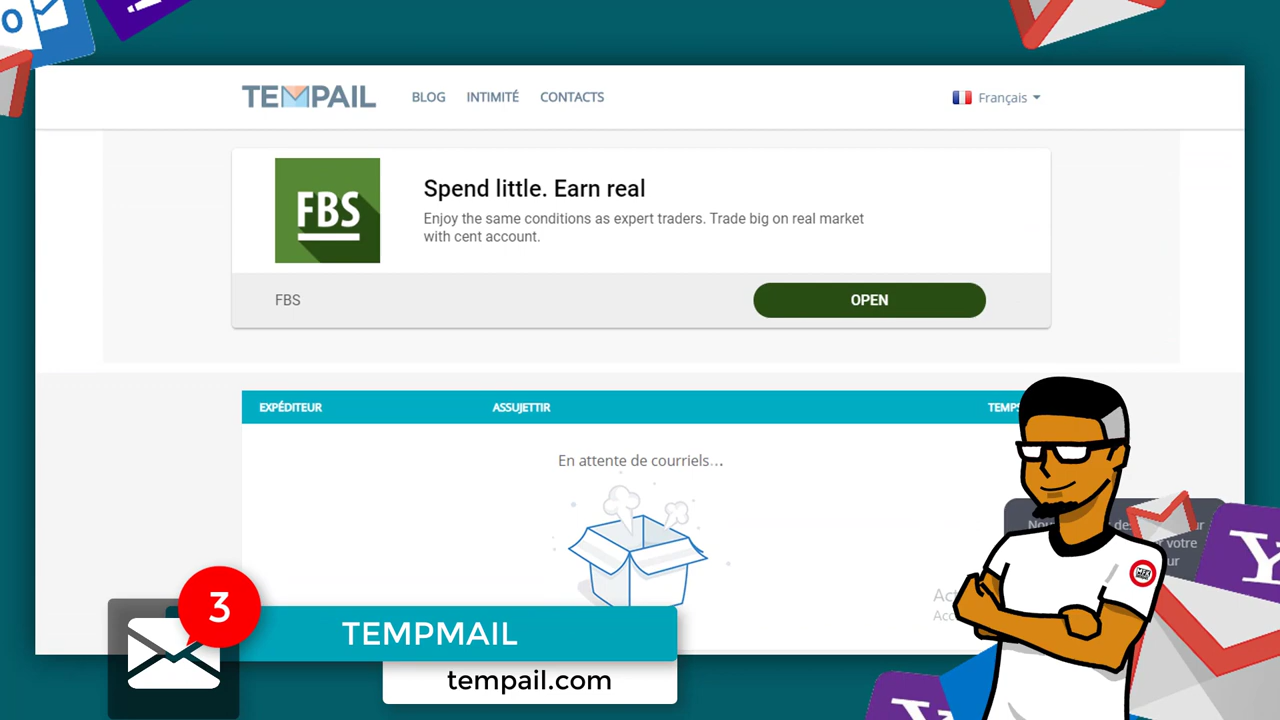 TEMPAIL
BLOG INTIMITÉ CONTACTS
Français
FBS
Spend little. Earn real
Enjoy the same conditions as expert traders. Trade big on real market
with cent account.
FBS
OPEN
EXPÉDITEUR ASSUJETTIR
En attente de courriels...
votre
3
TEMPMAIL
tempail.com